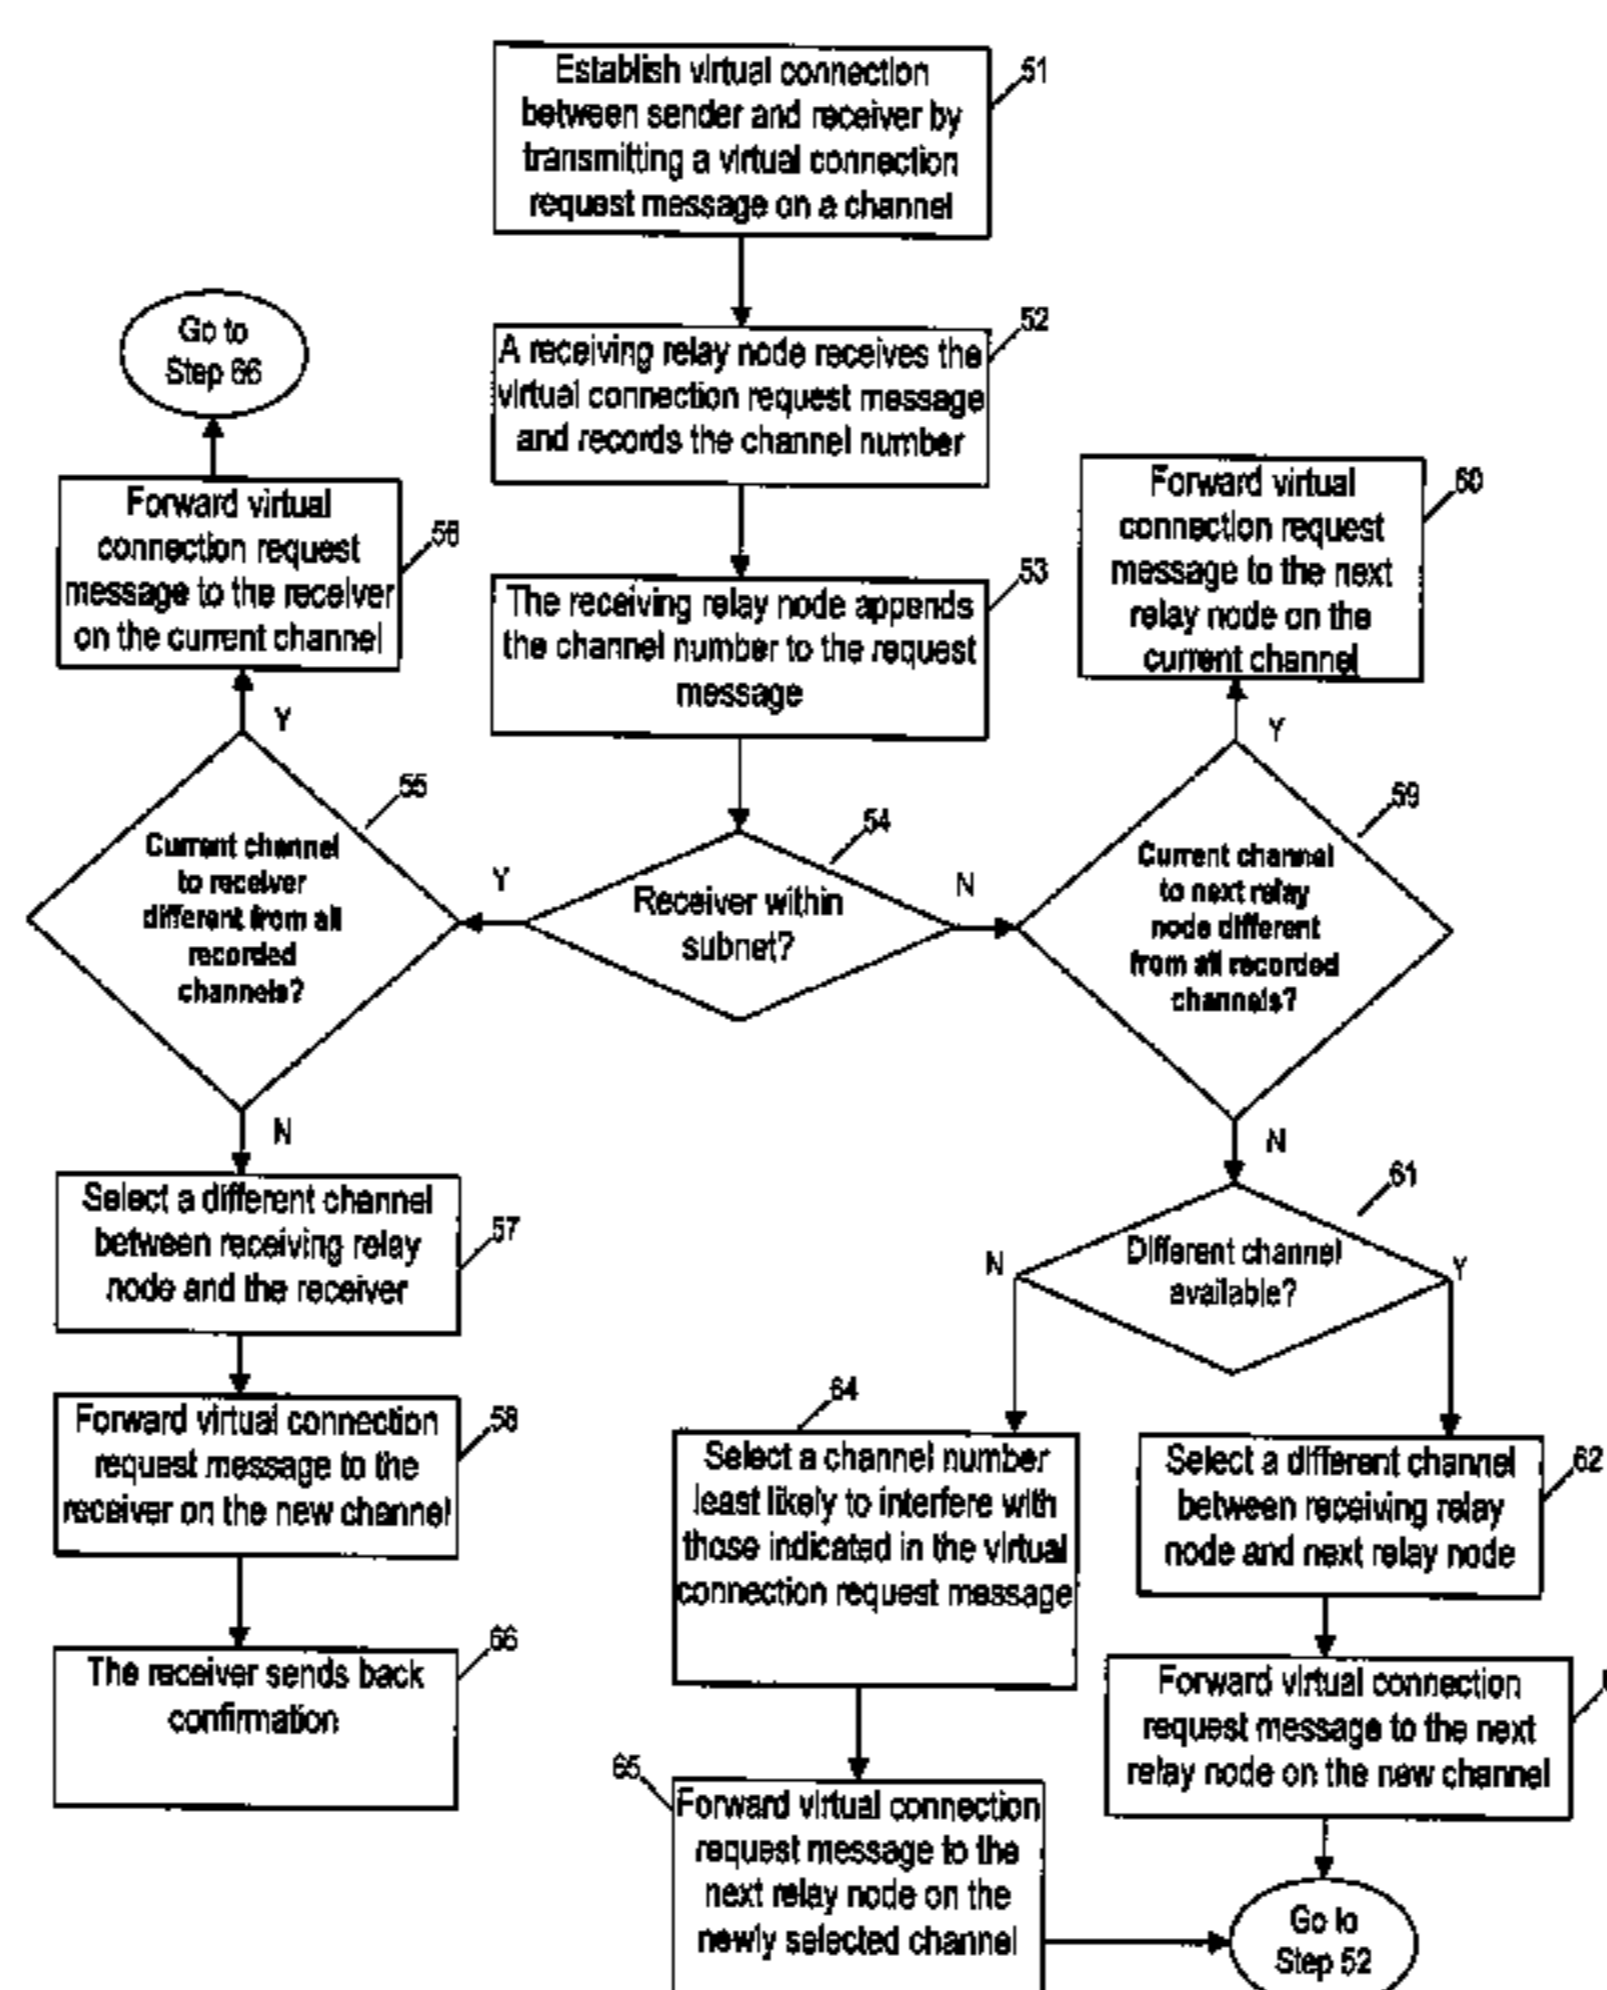 Establish virtual connection
between sender and receiver by
transmitting a virtual connection
request message on a channel
51
A receiving relay node receives the
virtual connection request message
and records the channel number
52
Go to
Step 66
Forward virtual
connection request
message to the receiver
on the current channel
56
The receiving relay node appends
the channel number to the request
message
53
Forward virtual
connection request
message to the next
relay node on the
current channel
60
Y
Y
Current channel
to receiver
different from all
recorded
channels?
55
Y
Receiver within
subnet?
54
N
Current channel
to next relay
node different
from all recorded
channels?
59
N
N
Select a different channel
between receiving relay
node and the receiver
57
N
Different channel
available?
61
Y
Forward virtual connection
request message to the
receiver on the new channel
58
Select a channel number
least likely to interfere with
those indicated in the virtual
connection request message
64
Select a different channel
between receiving relay
node and next relay node
62
The receiver sends back
confirmation
66
Forward virtual connection
request message to the next
relay node on the new channel
65
Forward virtual connection
request message to the
next relay node on the
newly selected channel
Go to
Step 52